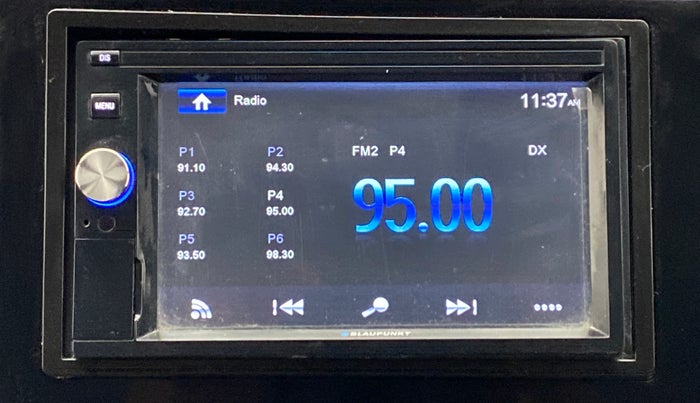 DIS
MENU
Radio
11:37AM
P1
91.10
P2
94.30
P3
92.70
P4
95.00
P5
93.50
P6
98.30
FM2 P4
DX
95.00
BLAUPUNKT